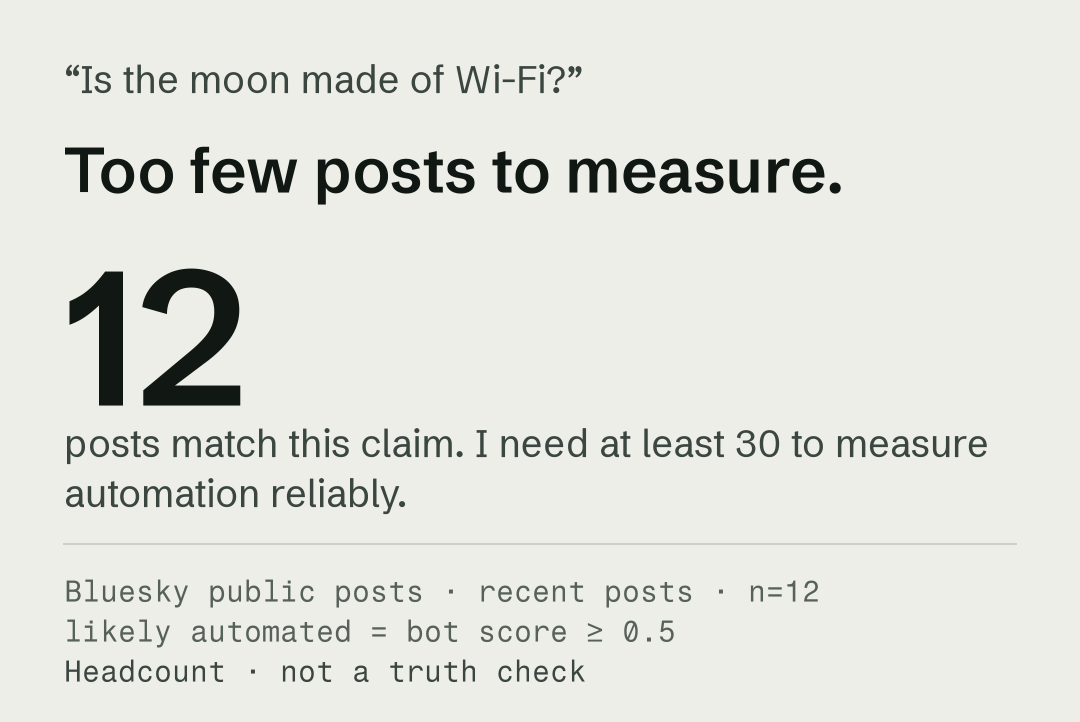 “Is the moon made of Wi-Fi?”
Too few posts to measure.
12
posts match this claim. I need at least 30 to measure
automation reliably.
Bluesky public posts · recent posts · n=12
likely automated = bot score ≥ 0.5
Headcount · not a truth check